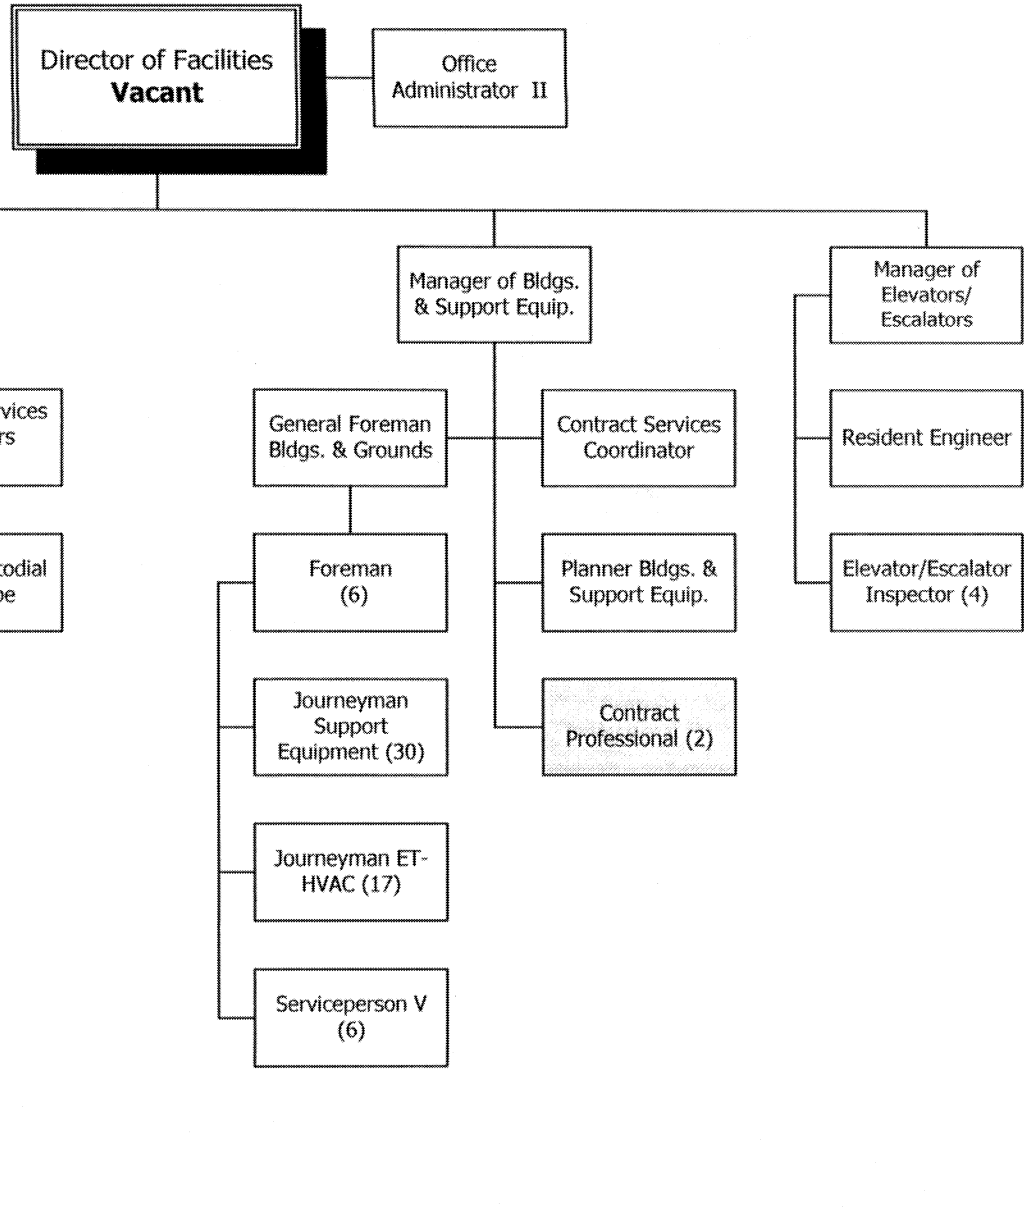 Director of Facilities
Vacant
Office
Administrator II
Manager of Bldgs.
& Support Equip.
Manager of
Elevators/
Escalators
General Foreman
Bldgs. & Grounds
Contract Services
Coordinator
Resident Engineer
Foreman
(6)
Planner Bldgs. &
Support Equip.
Elevator/Escalator
Inspector (4)
Journeyman
Support
Equipment (30)
Contract
Professional (2)
Journeyman ET-
HVAC (17)
Serviceperson V
(6)